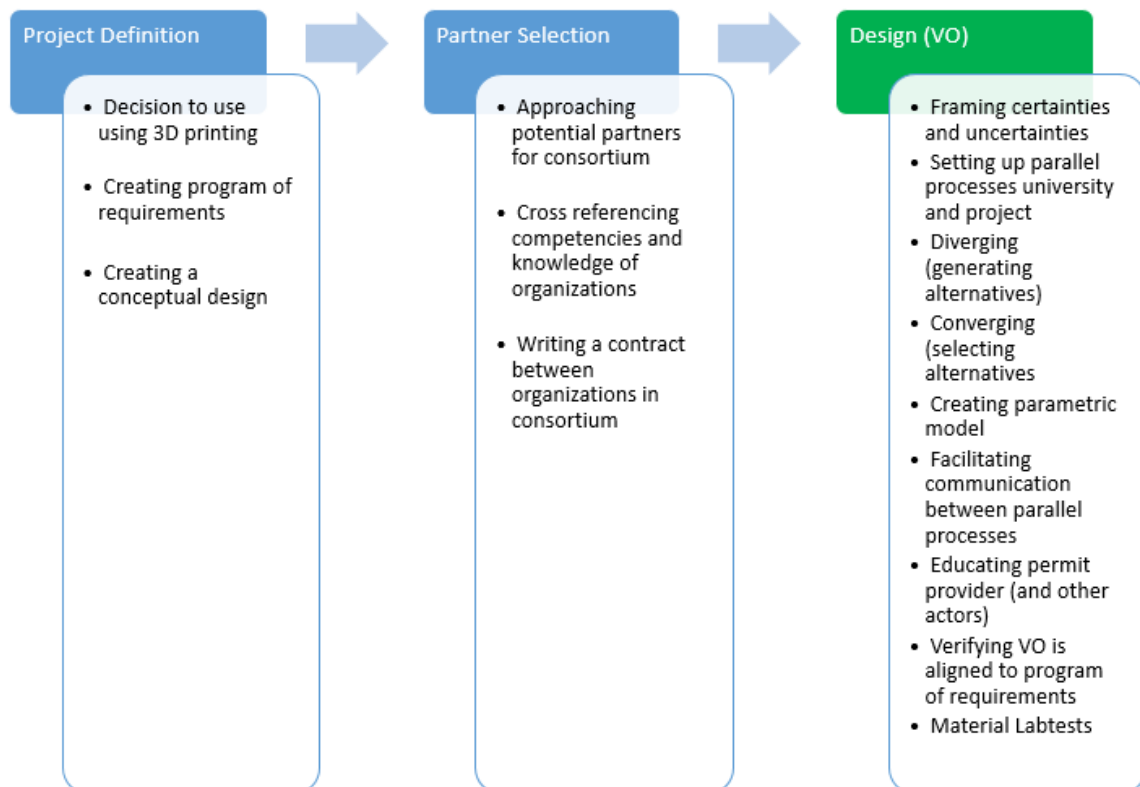 Project Definition
• Decision to use
using 3D printing
• Creating program of
requirements
• Creating a
conceptual design
Partner Selection
• Approaching
potential partners
for consortium
• Cross referencing
competencies and
knowledge of
organizations
• Writing a contract
between
organizations in
consortium
Design (VO)
• Framing certainties
and uncertainties
• Setting up parallel
processes university
and project
• Diverging
(generating
alternatives)
• Converging
(selecting
alternatives
• Creating parametric
model
• Facilitating
communication
between parallel
processes
• Educating permit
provider (and other
actors)
• Verifying VO is
aligned to program
of requirements
• Material Labtests